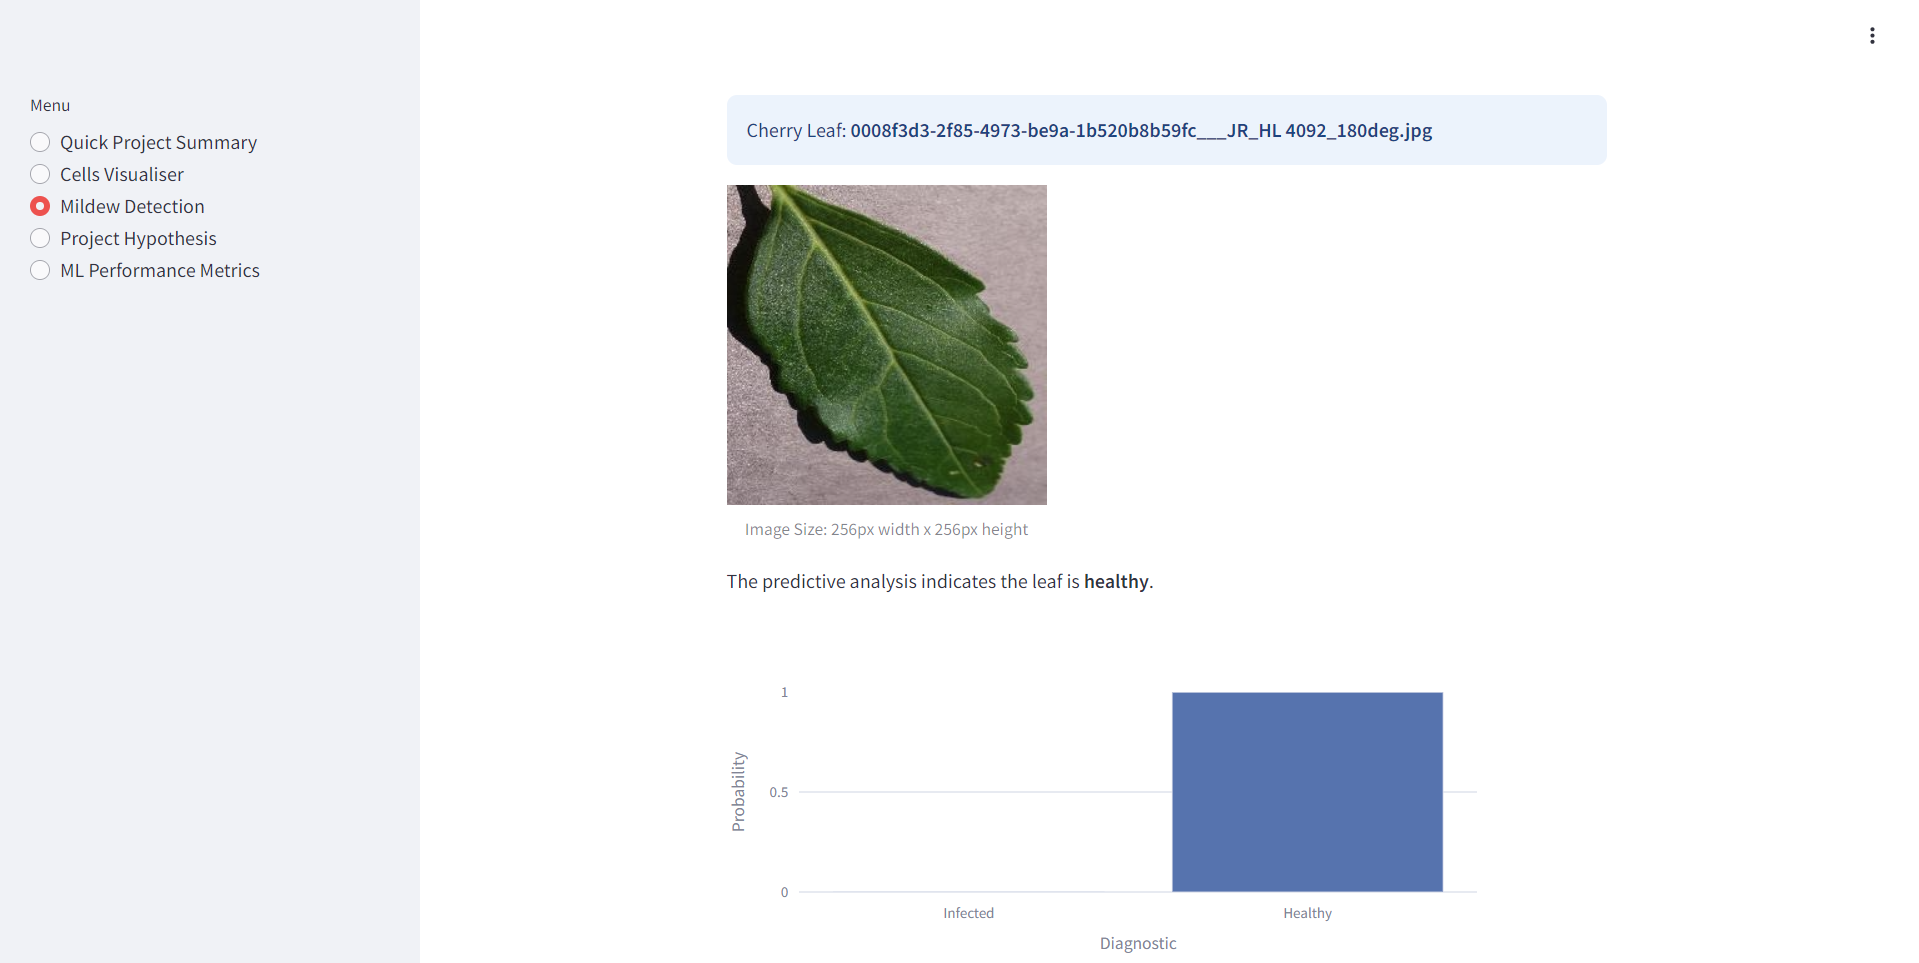 Menu
Quick Project Summary
Cells Visualiser
Mildew Detection
Project Hypothesis
ML Performance Metrics
Cherry Leaf: 0008f3d3-2f85-4973-be9a-1b520b8b59fc___JR_HL 4092_180deg.jpg
Image Size: 256px width x 256px height
The predictive analysis indicates the leaf is healthy.
1
0.5
0
Probability
Infected
Healthy
Diagnostic